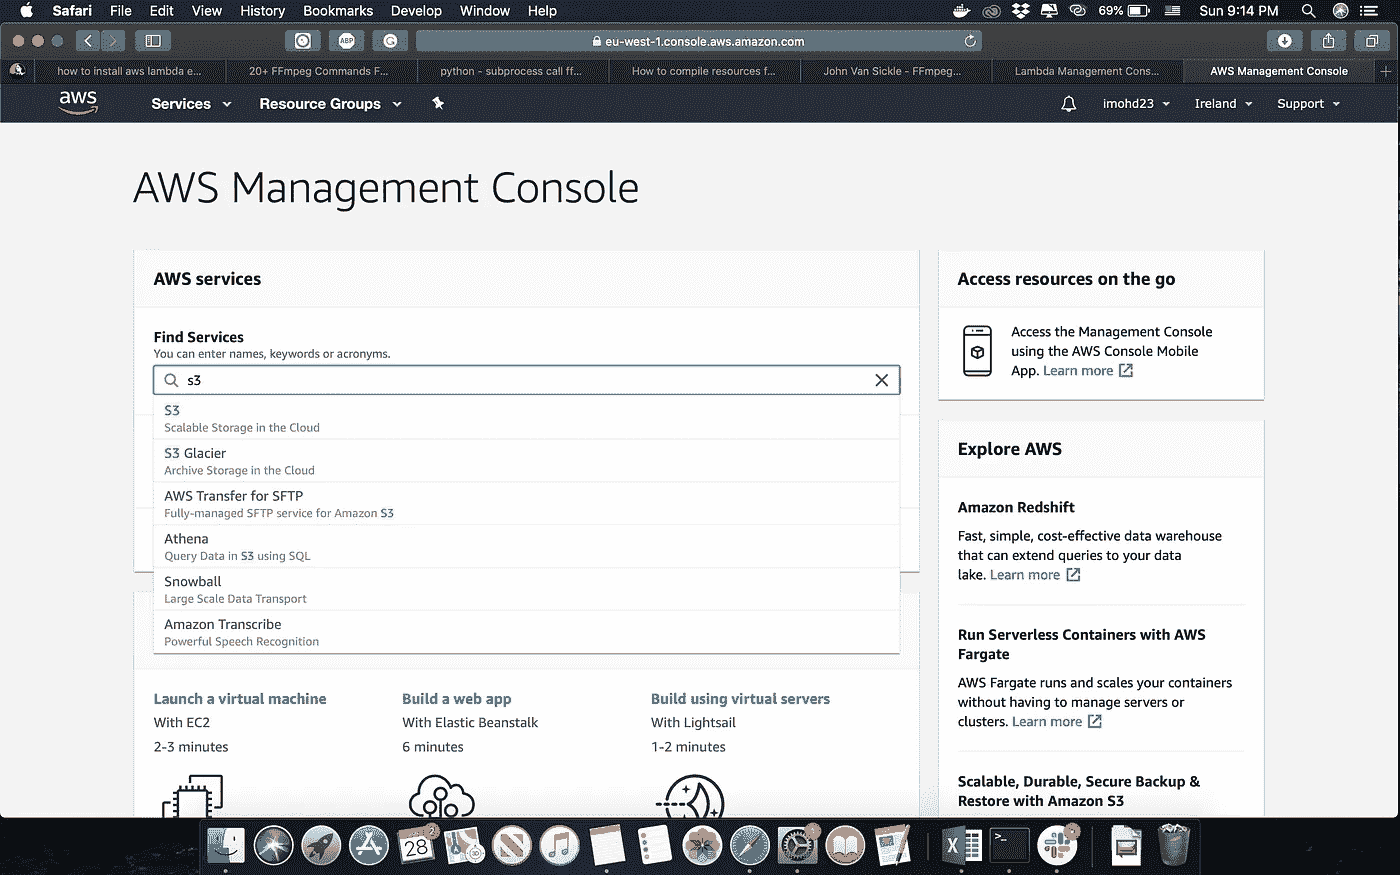 Safari File Edit View History Bookmarks Develop Window Help 69% Sun 9:14 PM
ABP
eu-west-1.console.aws.amazon.com
how to install aws lambda e... 20+ FFmpeg Commands F... python - subprocess call ff... How to compile resources f... John Van Sickle - FFmpeg... Lambda Management Cons... AWS Management Console
aws Services Resource Groups imohd23 Ireland Support
AWS Management Console
AWS services
Find Services
You can enter names, keywords or acronyms.
s3
S3
Scalable Storage in the Cloud
S3 Glacier
Archive Storage in the Cloud
AWS Transfer for SFTP
Fully-managed SFTP service for Amazon S3
Athena
Query Data in S3 using SQL
Snowball
Large Scale Data Transport
Amazon Transcribe
Powerful Speech Recognition
Launch a virtual machine
With EC2
2-3 minutes
Build a web app
With Elastic Beanstalk
6 minutes
Build using virtual servers
With Lightsail
1-2 minutes
Access resources on the go
Access the Management Console
using the AWS Console Mobile
App. Learn more
Explore AWS
Amazon Redshift
Fast, simple, cost-effective data warehouse
that can extend queries to your data
lake. Learn more
Run Serverless Containers with AWS
Fargate
AWS Fargate runs and scales your containers
without having to manage servers or
clusters. Learn more
Scalable, Durable, Secure Backup &
Restore with Amazon S3
28